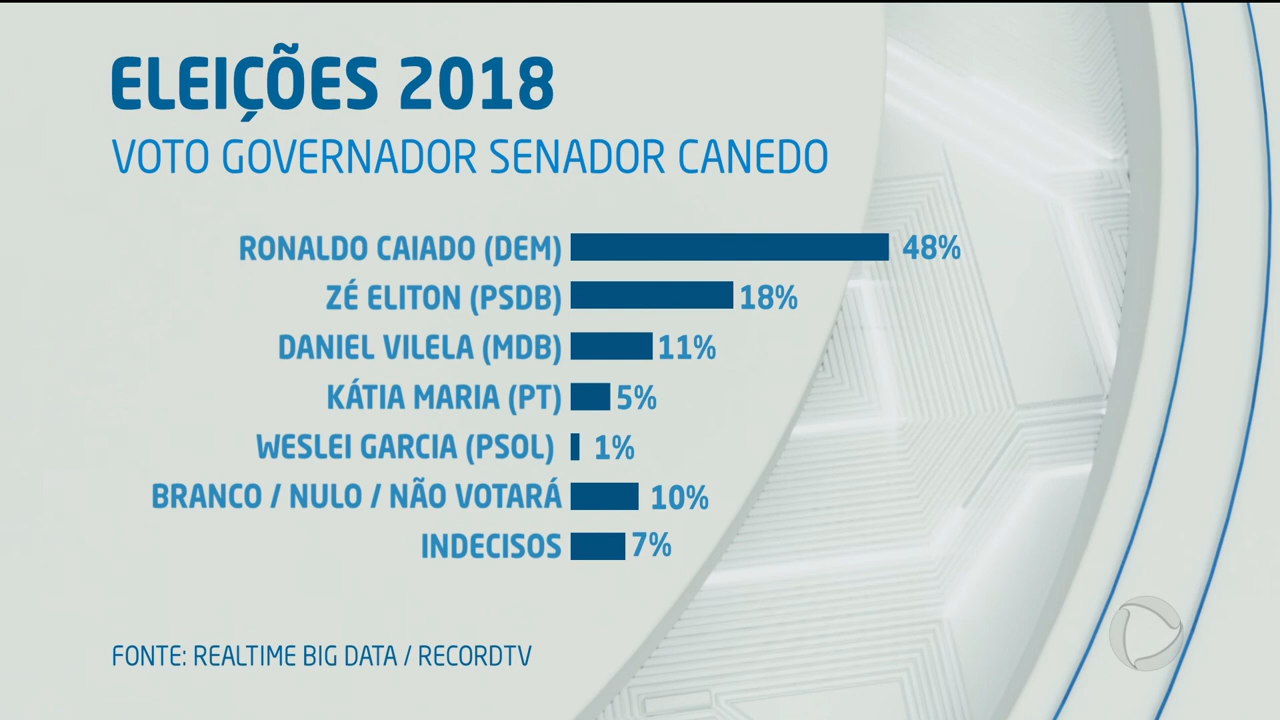 ELEIÇÕES 2018
VOTO GOVERNADOR SENADOR CANEDO
RONALDO CAIADO (DEM) 48%
ZÉ ELITON (PSDB) 18%
DANIEL VILELA (MDB) 11%
KÁTIA MARIA (PT) 5%
WESLEI GARCIA (PSOL) 1%
BRANCO / NULO / NÃO VOTARÁ 10%
INDECISOS 7%
FONTE: REALTIME BIG DATA / RECORDTV